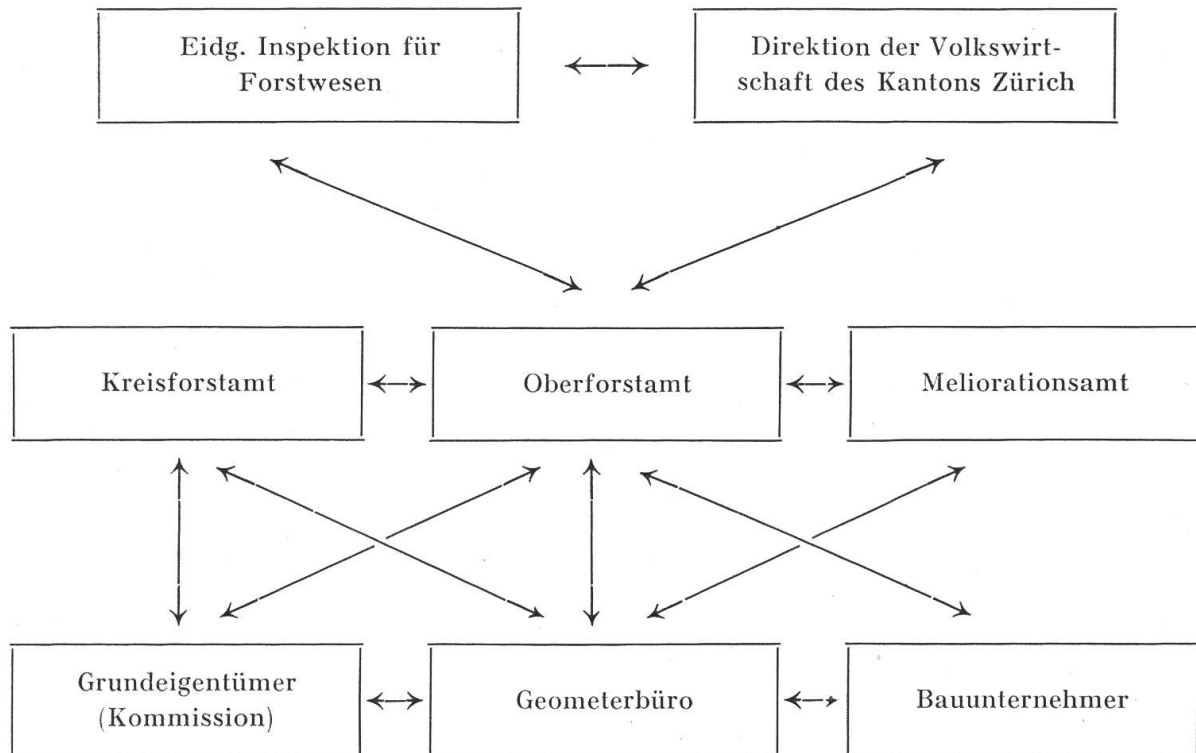 Eidg. Inspektion für
Forstwesen
Direktion der Volkswirt-
schaft des Kantons Zürich
Kreisforstamt
Oberforstamt
Meliorationsamt
Grundeigentümer
(Kommission)
Geometerbüro
Bauunternehmer